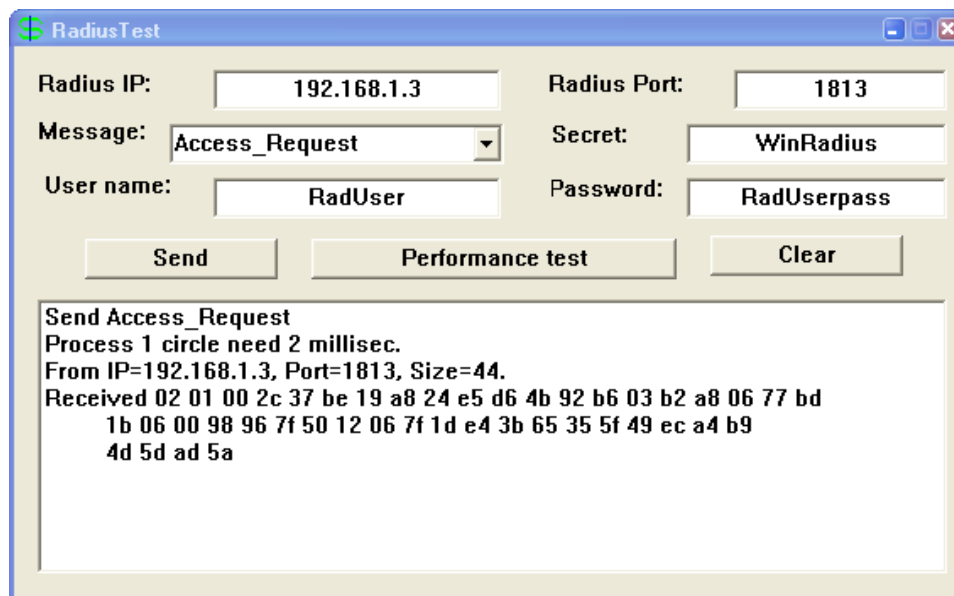 RadiusTest
Radius IP: 192.168.1.3 Radius Port: 1813
Message: Access_Request Secret: WinRadius
User name: RadUser Password: RadUserpass
Send Performance test Clear
Send Access_Request
Process 1 circle need 2 millisec.
From IP=192.168.1.3, Port=1813, Size=44.
Received 02 01 00 2c 37 be 19 a8 24 e5 d6 4b 92 b6 03 b2 a8 06 77 bd
1b 06 00 98 96 7f 50 12 06 7f 1d e4 3b 65 35 5f 49 ec a4 b9
4d 5d ad 5a